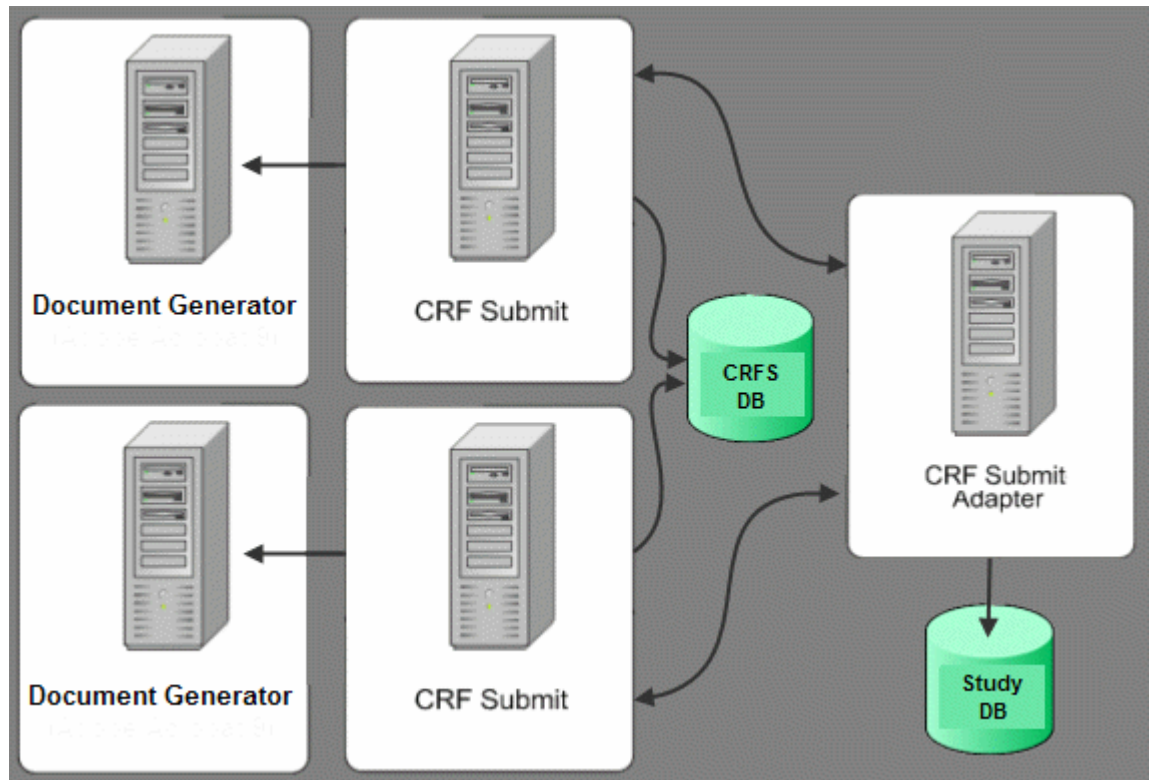 Document Generator
CRF Submit
CRFS
DB
CRF Submit
Adapter
Document Generator
CRF Submit
Study
DB